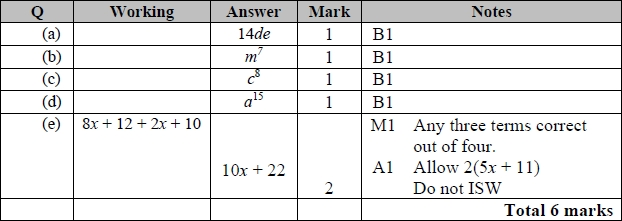 Q Working Answer Mark Notes
(a) 14de 1 B1
(b) m⁷ 1 B1
(c) c⁸ 1 B1
(d) a¹⁵ 1 B1
(e) 8x + 12 + 2x + 10 M1 Any three terms correct
out of four.
10x + 22 A1 Allow 2(5x + 11)
2 Do not ISW
Total 6 marks